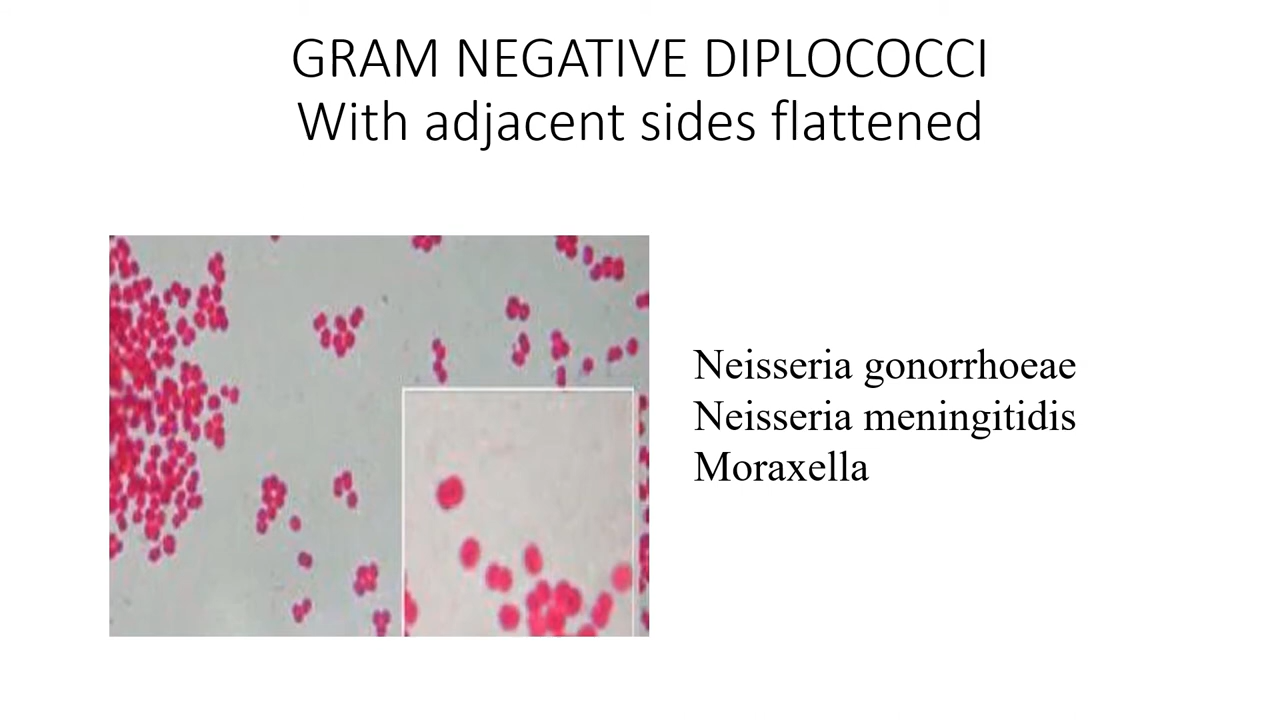 GRAM NEGATIVE DIPLOCOCCI
With adjacent sides flattened
Neisseria gonorrhoeae
Neisseria meningitidis
Moraxella